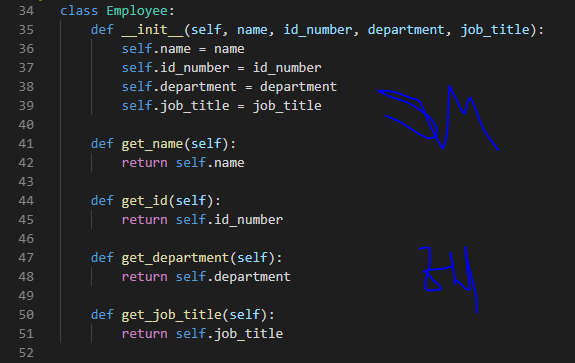 34 class Employee:
35 def __init__(self, name, id_number, department, job_title):
36 self.name = name
37 self.id_number = id_number
38 self.department = department
39 self.job_title = job_title
40
41 def get_name(self):
42 return self.name
43
44 def get_id(self):
45 return self.id_number
46
47 def get_department(self):
48 return self.department
49
50 def get_job_title(self):
51 return self.job_title
52